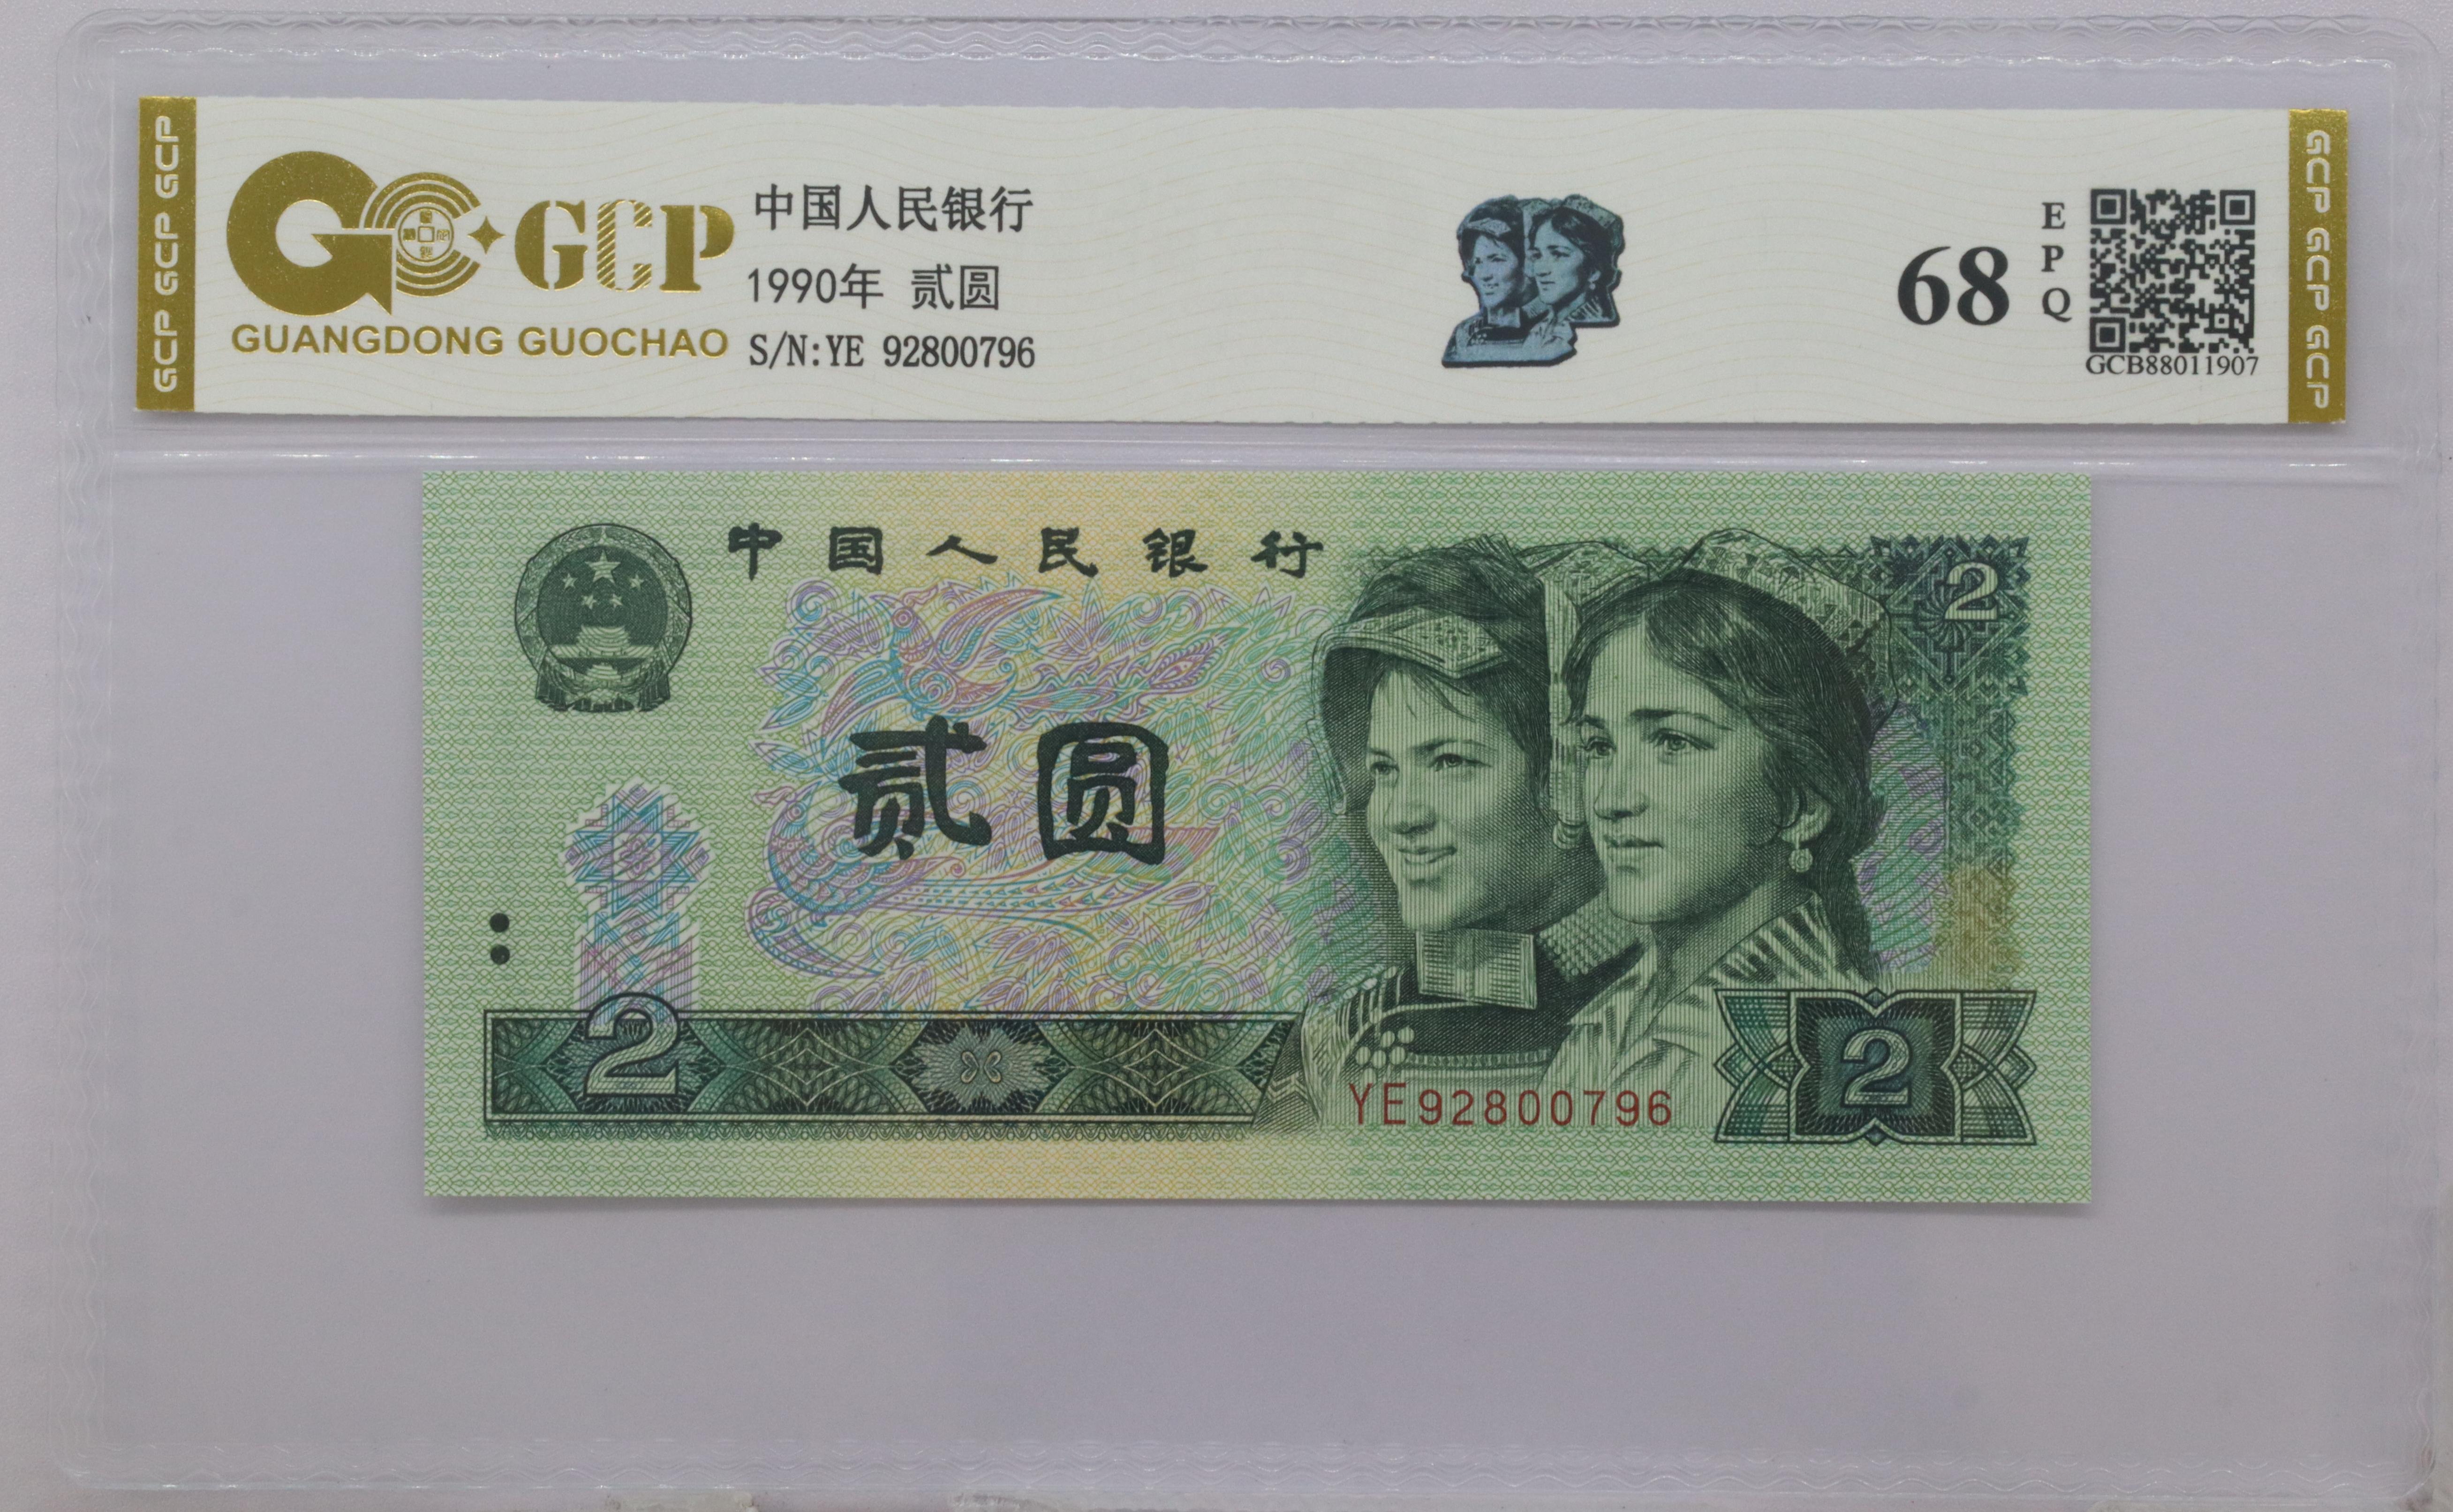 GCP GCP GCP
GCP
GUANGDONG GUOCHAO
中国人民银行
1990年 贰圆
S/N:YE 92800796
68
EPQ
GCB88011907
GCP GCP GCP
中国人民银行
2
贰圆
2
YE92800796
2